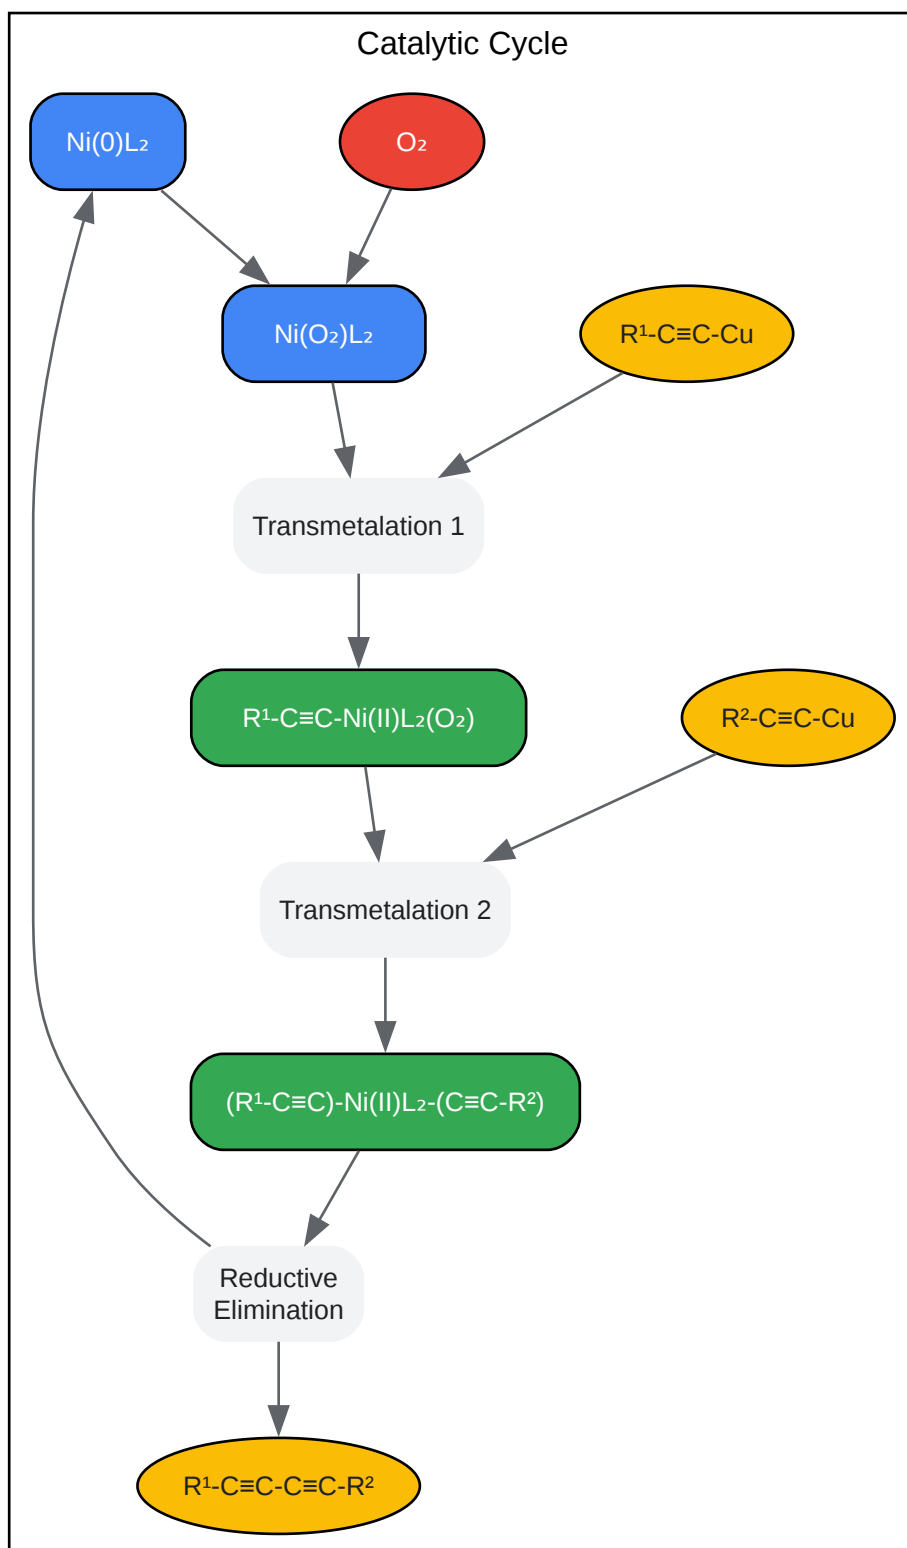 Catalytic Cycle
Ni(0)L₂
O₂
Ni(O₂)L₂
R¹-C≡C-Cu
Transmetalation 1
R¹-C≡C-Ni(II)L₂(O₂)
R²-C≡C-Cu
Transmetalation 2
(R¹-C≡C)-Ni(II)L₂-(C≡C-R²)
Reductive
Elimination
R¹-C≡C-C≡C-R²